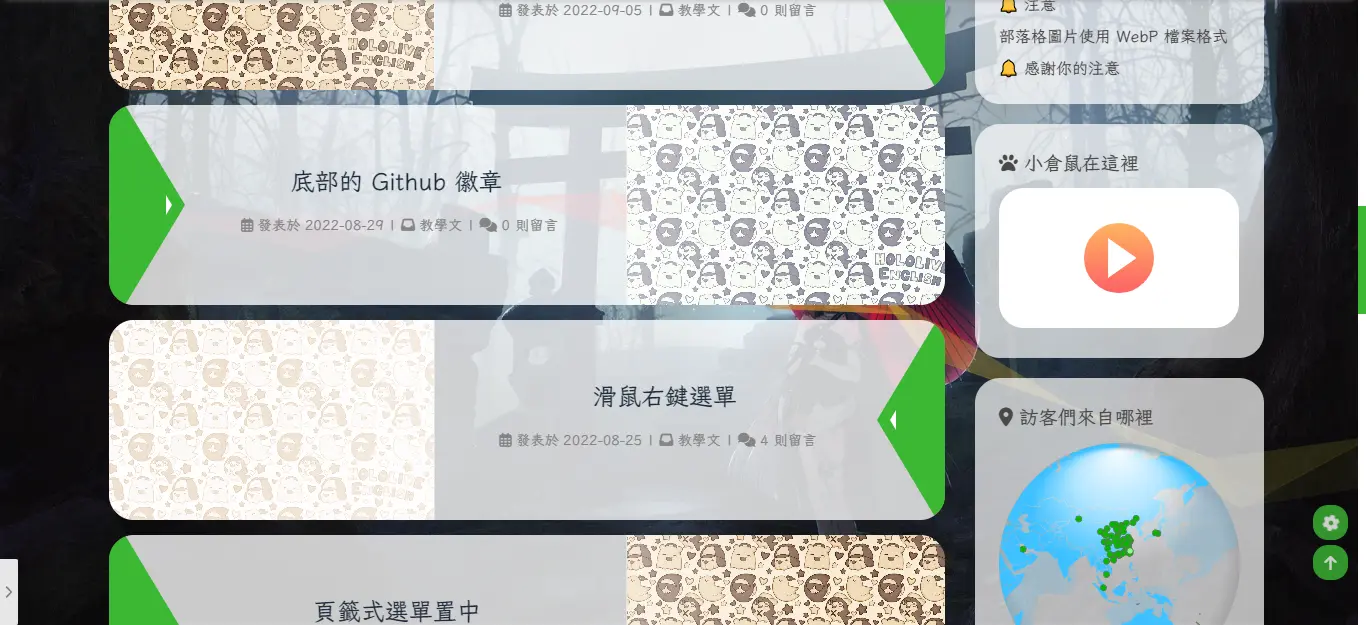 發表於 2022-09-05 | 教學文 | 0 則留言
HOLOLIVE
ENGLISH
底部的 Github 徽章
發表於 2022-08-29 | 教學文 | 0 則留言
HOLOLIVE
ENGLISH
滑鼠右鍵選單
發表於 2022-08-25 | 教學文 | 4 則留言
HOLOLIVE
ENGLISH
頁籤式選單置中
注意
部落格圖片使用 WebP 檔案格式
感謝你的注意
小倉鼠在這裡
訪客們來自哪裡